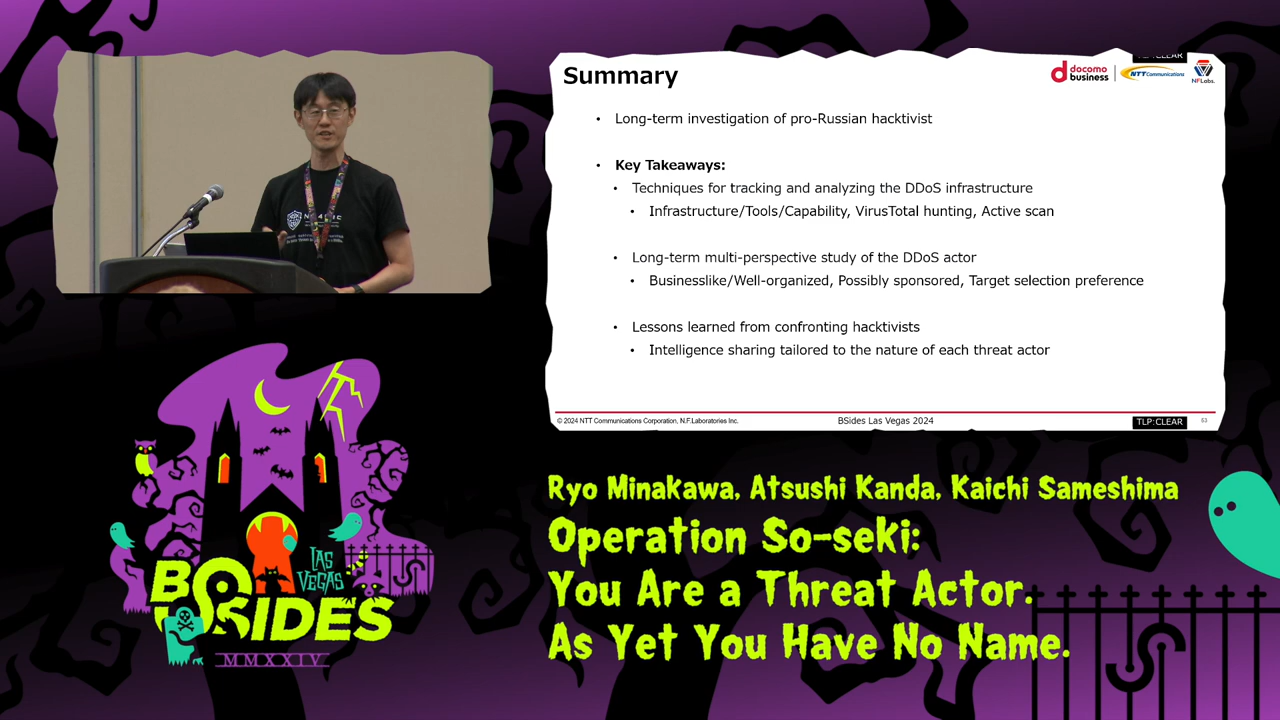 Summary
docomo
business
NTT Communications
NFLabs.
• Long-term investigation of pro-Russian hacktivist
• Key Takeaways:
• Techniques for tracking and analyzing the DDoS infrastructure
• Infrastructure/Tools/Capability, VirusTotal hunting, Active scan
• Long-term multi-perspective study of the DDoS actor
• Businesslike/Well-organized, Possibly sponsored, Target selection preference
• Lessons learned from confronting hacktivists
• Intelligence sharing tailored to the nature of each threat actor
© 2024 NTT Communications Corporation, N.F.Laboratories Inc.
BSides Las Vegas 2024
TLP:CLEAR
63
LAS
VEGAS
BSIDES
MMXXIV
Ryo Minakawa, Atsushi Kanda, Kaichi Sameshima
Operation So-seki:
You Are a Threat Actor.
As Yet You Have No Name.